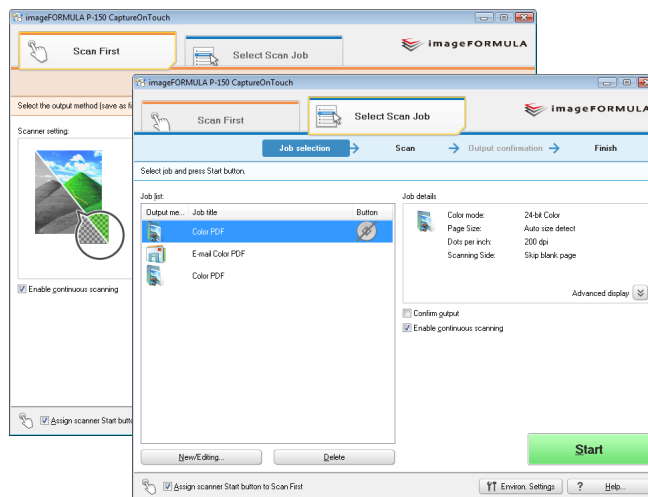 imageFORMULA P-150 CaptureOnTouch
Scan First
Select Scan Job
imageFORMULA
Select the output method (save as
Scanner setting:
Enable continuous scanning
Assign scanner Start
imageFORMULA P-150 CaptureOnTouch
Scan First
Select Scan Job
imageFORMULA
Job selection
Scan
Output confirmation
Finish
Select job and press Start button.
Job list:
Output me... Job title Button
Color PDF
E-mail Color PDF
Color PDF
New/Editing...
Delete
Job details
Color mode: 24-bit Color
Page Size: Auto size detect
Dots per inch: 200 dpi
Scanning Side: Skip blank page
Advanced display
Confirm output
Enable continuous scanning
Start
Assign scanner Start button to Scan First
Environ. Settings
? Help...